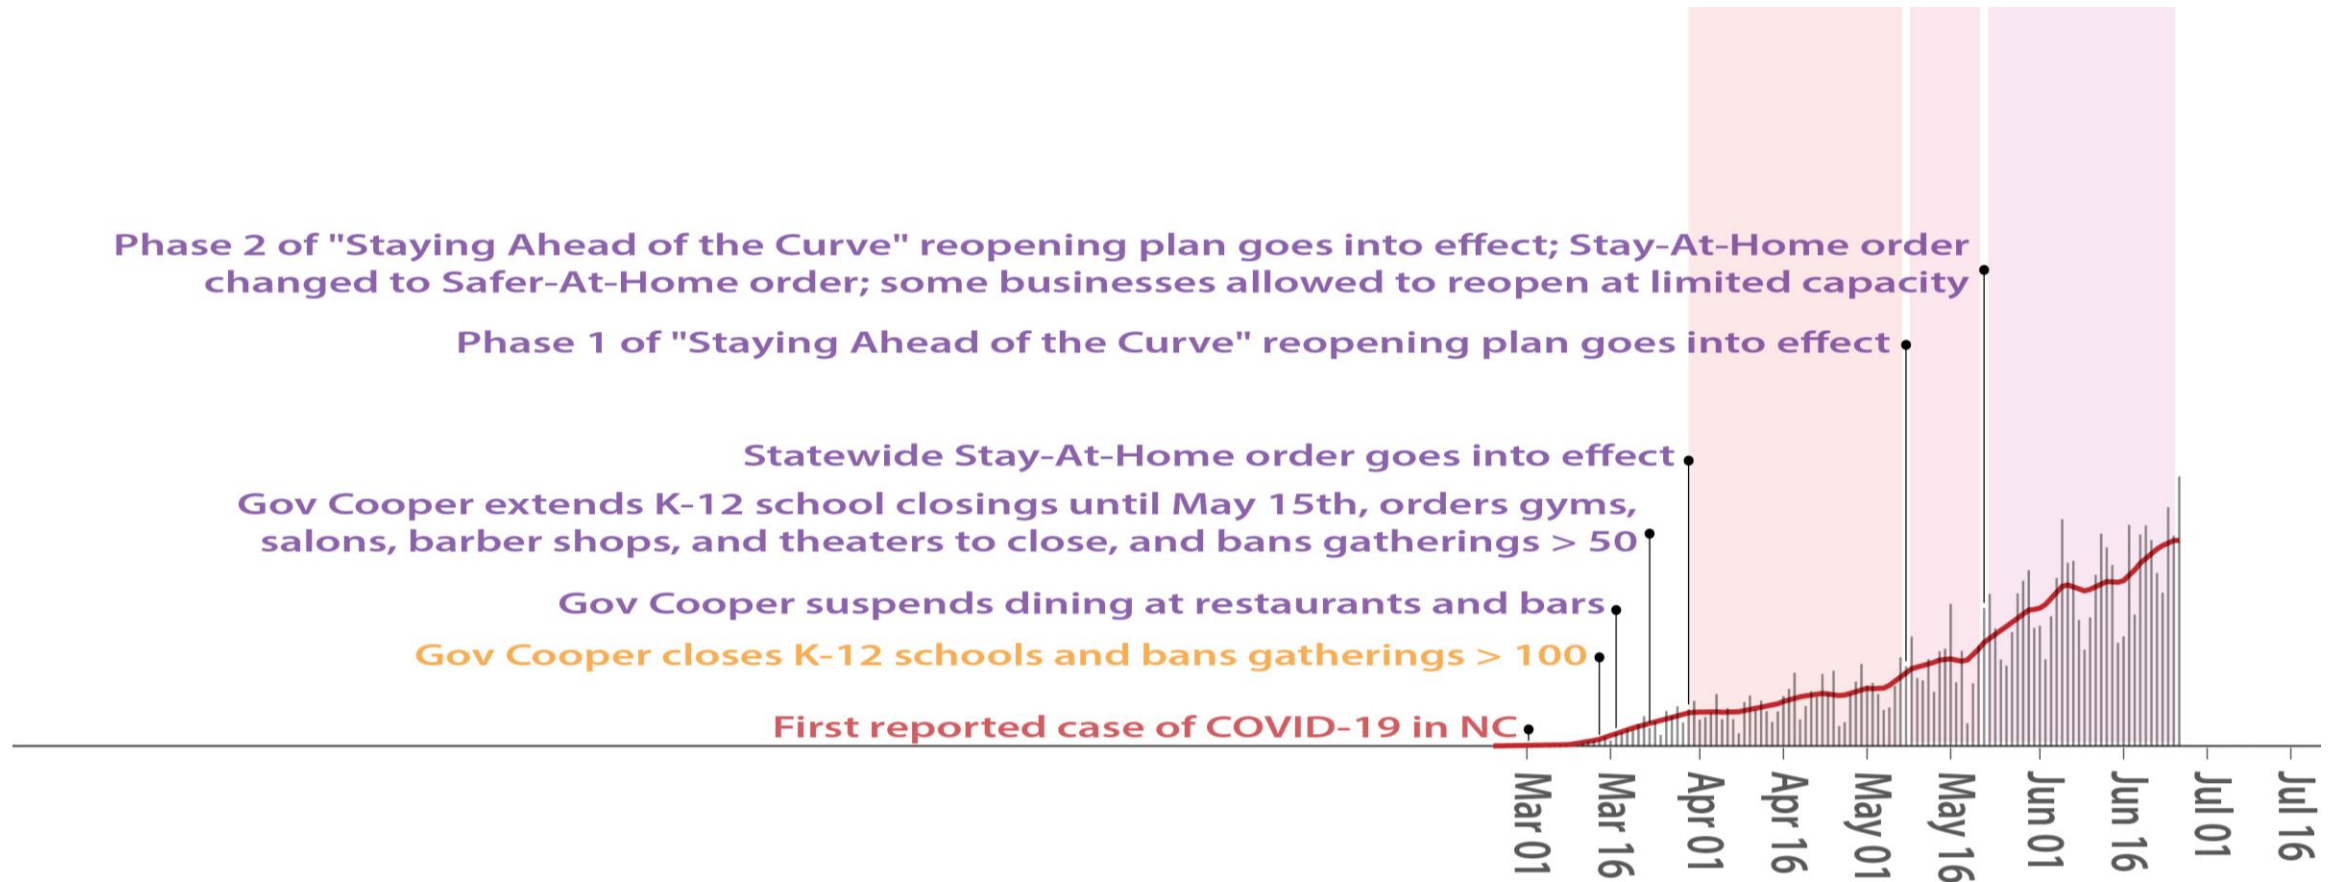 Phase 2 of "Staying Ahead of the Curve" reopening plan goes into effect; Stay-At-Home order
changed to Safer-At-Home order; some businesses allowed to reopen at limited capacity
Phase 1 of "Staying Ahead of the Curve" reopening plan goes into effect
Statewide Stay-At-Home order goes into effect
Gov Cooper extends K-12 school closings until May 15th, orders gyms,
salons, barber shops, and theaters to close, and bans gatherings > 50
Gov Cooper suspends dining at restaurants and bars
Gov Cooper closes K-12 schools and bans gatherings > 100
First reported case of COVID-19 in NC
Mar 01
Mar 16
Apr 01
Apr 16
May 01
May 16
Jun 01
Jun 16
Jul 01
Jul 16